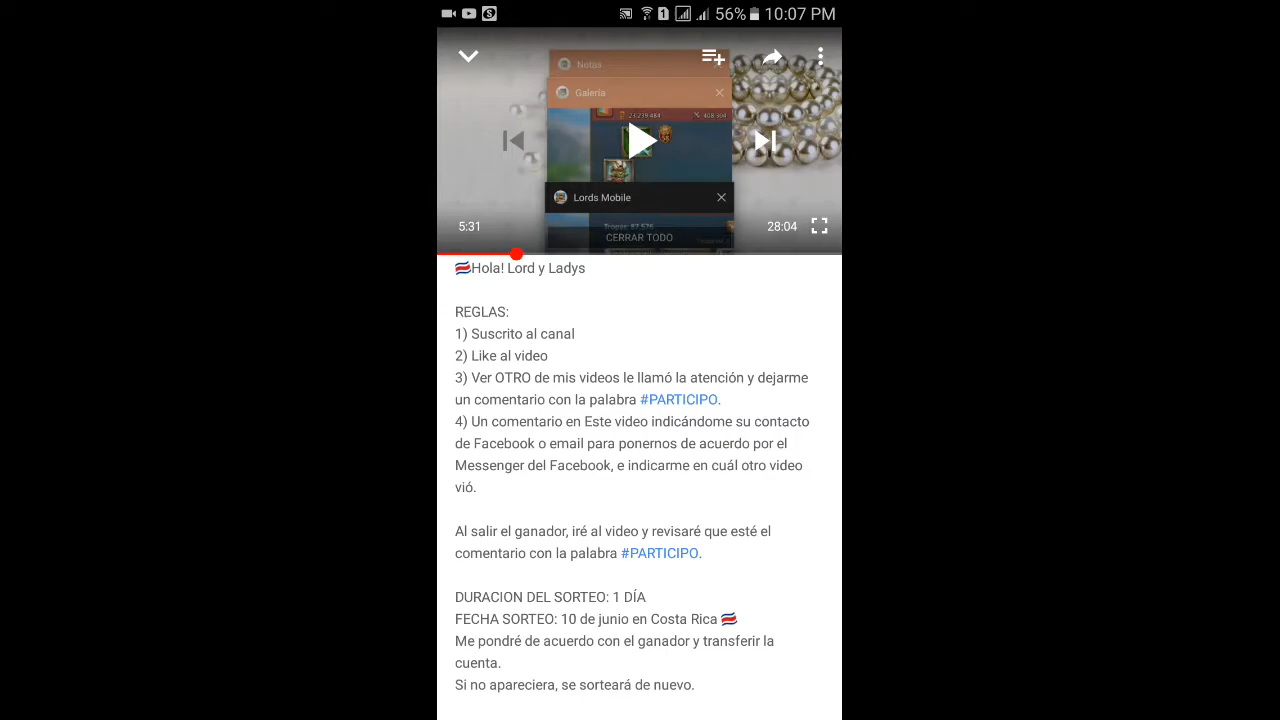 56% 10:07 PM
Notas
Galería
23,239,484 408,304
Lords Mobile
5:31
28:04
CERRAR TODO
Hola! Lord y Ladys
REGLAS:
1) Suscrito al canal
2) Like al video
3) Ver OTRO de mis videos le llamó la atención y dejarme
un comentario con la palabra #PARTICIPO.
4) Un comentario en Este video indicándome su contacto
de Facebook o email para ponernos de acuerdo por el
Messenger del Facebook, e indicarme en cuál otro video
vió.
Al salir el ganador, iré al video y revisaré que esté el
comentario con la palabra #PARTICIPO.
DURACION DEL SORTEO: 1 DÍA
FECHA SORTEO: 10 de junio en Costa Rica
Me pondré de acuerdo con el ganador y transferir la
cuenta.
Si no apareciera, se sorteará de nuevo.